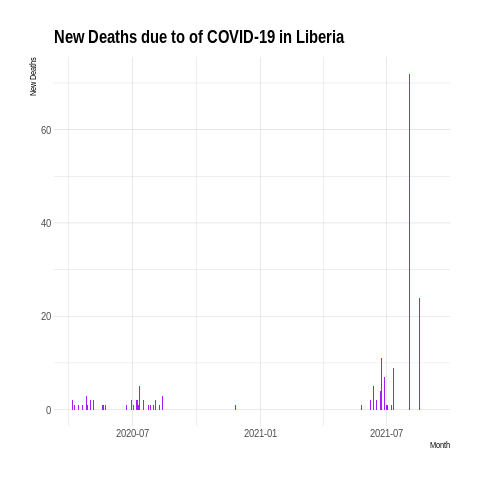 New Deaths due to of COVID-19 in Liberia
New Deaths
60
40
20
0
2020-07
2021-01
2021-07
Month